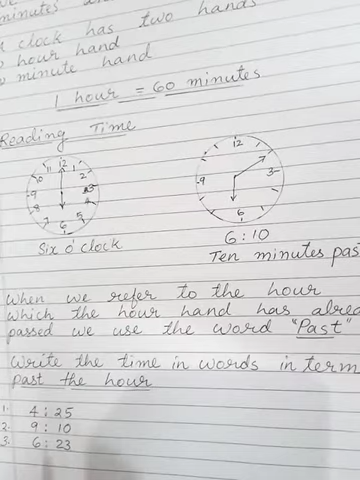 minutes
A clock has two hands
hour hand
minute hand
1 hour = 60 minutes
Reading Time
11 12 1
10 2
9 3
8 4
7 6 5
Six o'clock
12
9 3
6
6:10
Ten minutes past
When we refer to the hour
which the hour hand has
passed we use the word "Past"
Write the time in words in
past the hour
1. 4:25
2. 9:10
3. 6:23